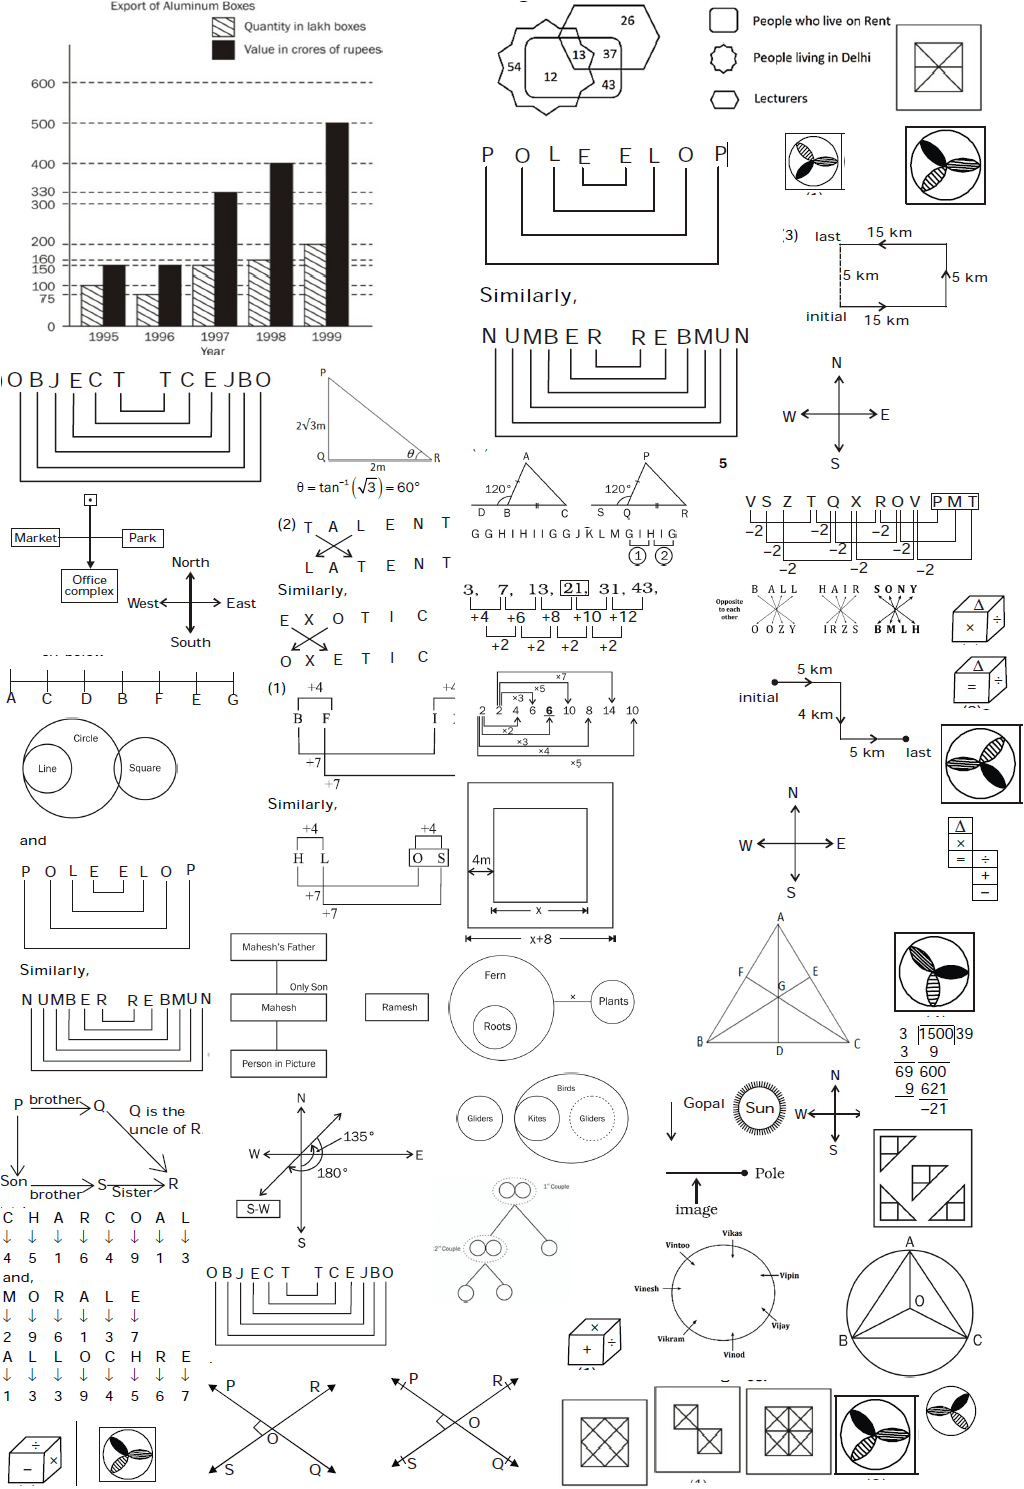 Export of Aluminum Boxes
Quantity in lakh boxes
Value in crores of rupees
600
500
400
330
300
200
160
150
100
75
0
1995 1996 1997 1998 1999
Year
26
13 37
54
12
43
People who live on Rent
People living in Delhi
Lecturers
P O L E E L O P
Similarly,
N U M B E R R E B M U N
(3) last 15 km
5 km 5 km
initial 15 km
N
W E
S
O B J E C T T C E J B O
P
2√3m
Q θ R
2m
θ = tan⁻¹ (√3) = 60°
A P
120° 120°
D B C S Q R
5
G G H I H I I G G J K L M G I H I G
1 2
V S Z T Q X R O V P M T
−2 −2 −2 −2
−2 −2 −2 −2
Market Park
Office complex
North
West East
South
(2) T A L E N T
L A T E N T
Similarly,
E X O T I C
O X E T I C
3, 7, 13, 21, 31, 43,
+4 +6 +8 +10 +12
+2 +2 +2 +2
B A L L H A I R S O N Y
Opposite to each other
O O Z Y I R Z S B M L H
Δ × ÷
Δ = ÷
A C D B F E G
(1) +4
B F I
+7
+7
Similarly,
+4 +4
H L O S
+7
+7
×7
×5
×3
2 2 4 6 6 10 8 14 10
×2
×3
×4
×5
5 km
initial
4 km
5 km last
N
W E
S
Circle
Line Square
and
P O L E E L O P
Similarly,
N U M B E R R E B M U N
4m
x
x+8
Δ
×
= ÷
+
−
Mahesh's Father
Only Son
Mahesh Ramesh
Person in Picture
Fern
Roots × Plants
A
F E
G
B D C
3 1500 39
3 9
69 600
9 621
−21
P brother Q Q is the
uncle of R.
Son brother S Sister R
N
135°
W E
180°
S-W
S
Birds
Gliders Kites Gliders
Gopal Sun
N
W
S
Pole
image
1st Couple
2nd Couple
C H A R C O A L
↓ ↓ ↓ ↓ ↓ ↓ ↓ ↓
4 5 1 6 4 9 1 3
and,
M O R A L E
↓ ↓ ↓ ↓ ↓ ↓
2 9 6 1 3 7
A L L O C H R E
↓ ↓ ↓ ↓ ↓ ↓ ↓ ↓
1 3 3 9 4 5 6 7
O B J E C T T C E J B O
Vikas
Vintoo
Vipin
Vinesh
Vijay
Vikram
Vinod
A
O
B C
× + ÷
÷ − ×
P R
O
S Q
P R
O
S Q